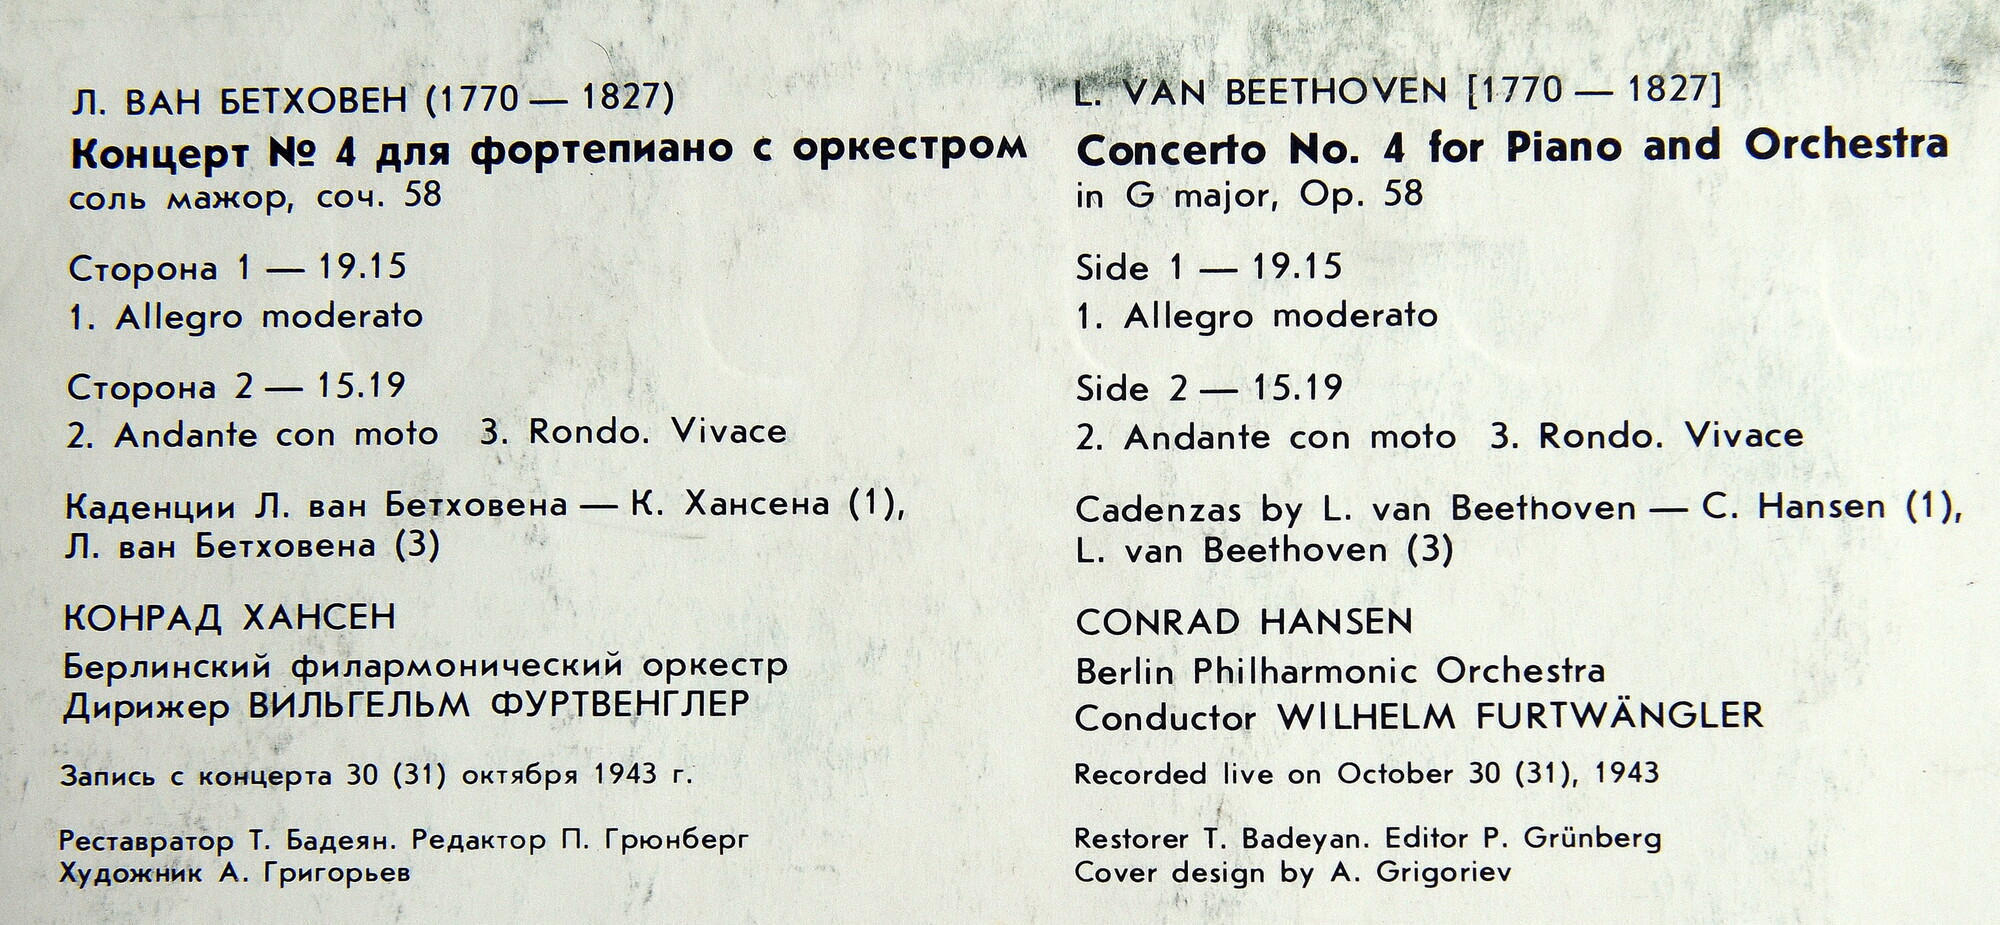 Л. ВАН БЕТХОВЕН (1770 — 1827)
Концерт № 4 для фортепиано с оркестром
соль мажор, соч. 58
Сторона 1 — 19.15
1. Allegro moderato
Сторона 2 — 15.19
2. Andante con moto 3. Rondo. Vivace
Каденции Л. ван Бетховена — К. Хансена (1),
Л. ван Бетховена (3)
КОНРАД ХАНСЕН
Берлинский филармонический оркестр
Дирижер ВИЛЬГЕЛЬМ ФУРТВЕНГЛЕР
Запись с концерта 30 (31) октября 1943 г.
Реставратор Т. Бадеян. Редактор П. Грюнберг
Художник А. Григорьев
L. VAN BEETHOVEN [1770 — 1827]
Concerto No. 4 for Piano and Orchestra
in G major, Op. 58
Side 1 — 19.15
1. Allegro moderato
Side 2 — 15.19
2. Andante con moto 3. Rondo. Vivace
Cadenzas by L. van Beethoven — C. Hansen (1),
L. van Beethoven (3)
CONRAD HANSEN
Berlin Philharmonic Orchestra
Conductor WILHELM FURTWÄNGLER
Recorded live on October 30 (31), 1943
Restorer T. Badeyan. Editor P. Grünberg
Cover design by A. Grigoriev